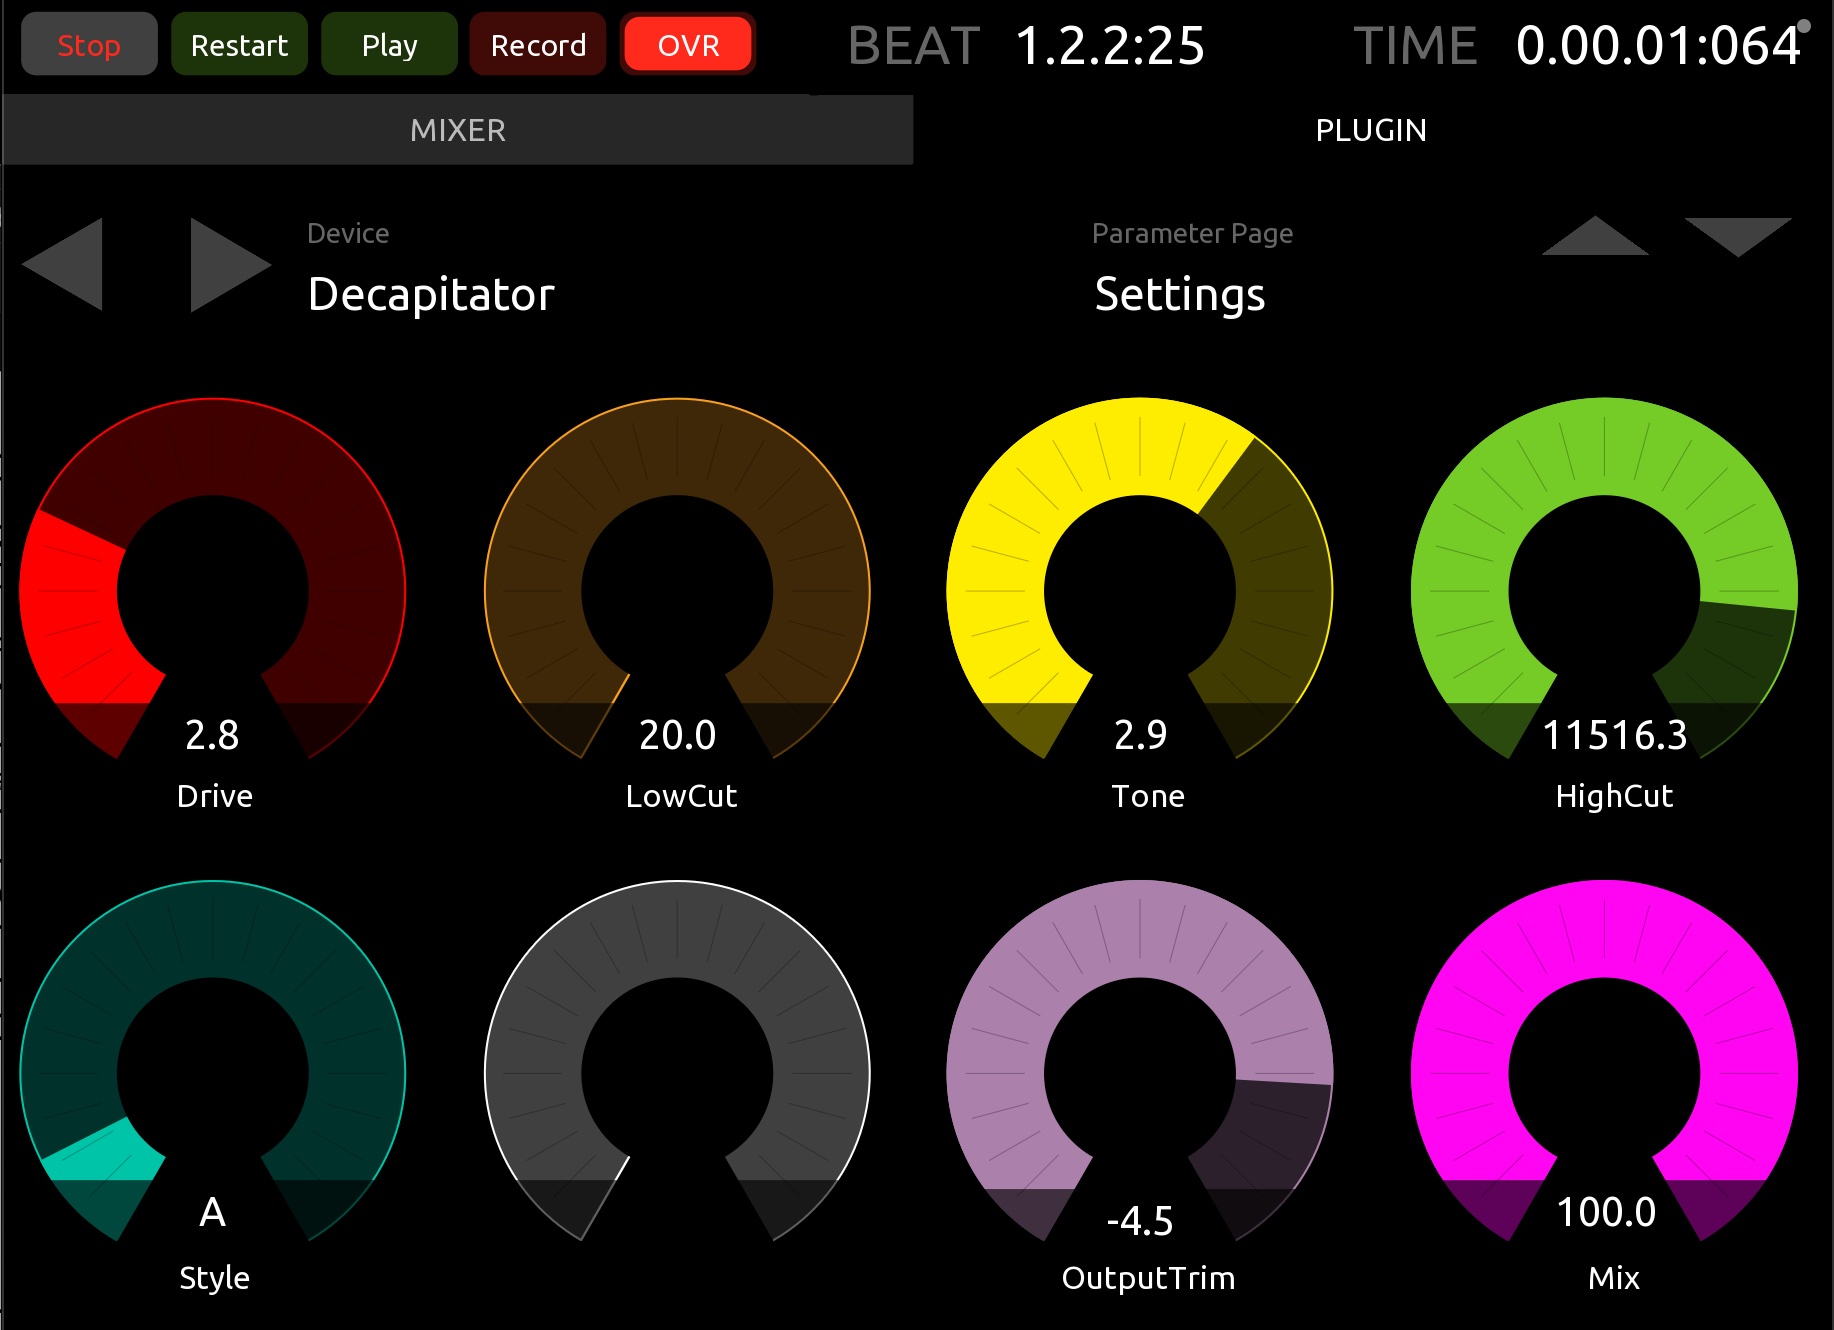 Stop Restart Play Record OVR BEAT 1.2.2:25 TIME 0.00.01:064
MIXER PLUGIN
Device Parameter Page
Decapitator Settings
2.8 20.0 2.9 11516.3
Drive LowCut Tone HighCut
A -4.5 100.0
Style OutputTrim Mix